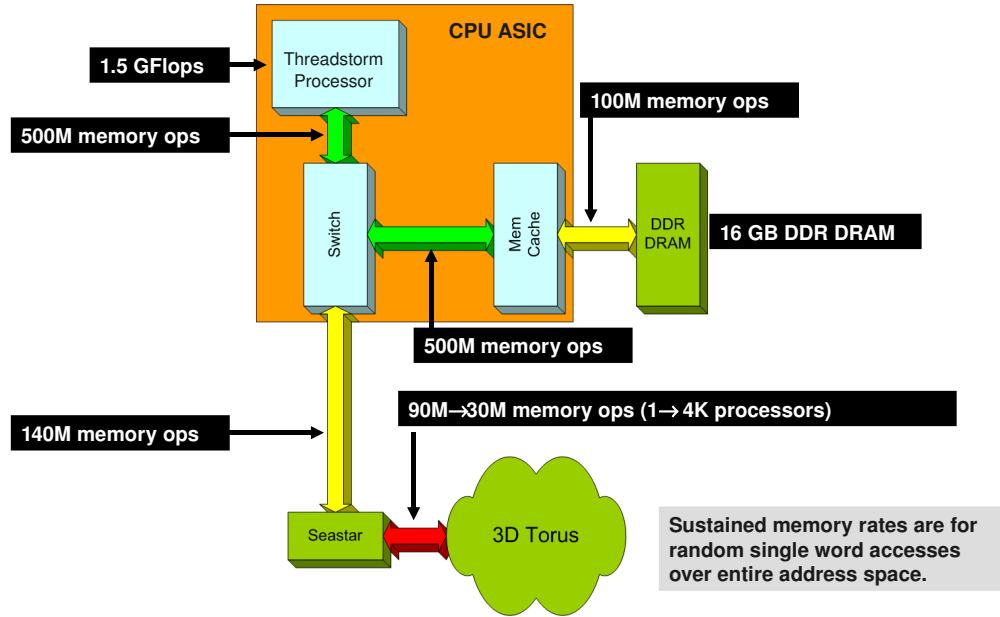 CPU ASIC
Threadstorm
Processor
1.5 GFlops
100M memory ops
500M memory ops
Switch
Mem
Cache
DDR
DRAM
16 GB DDR DRAM
500M memory ops
90M→30M memory ops (1→ 4K processors)
140M memory ops
Seastar
3D Torus
Sustained memory rates are for
random single word accesses
over entire address space.